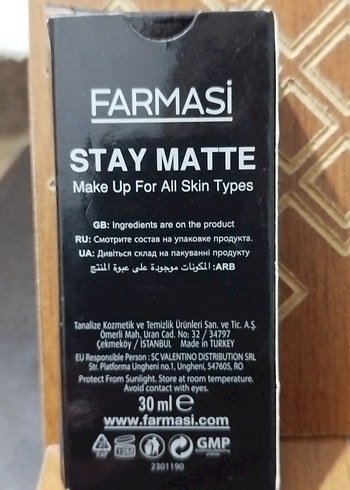 FARMASİ
STAY MATTE
Make Up For All Skin Types
GB: Ingredients are on the product
RU: Смотрите состав на упаковке продукта.
UA: Дивіться склад на пакуванні продукту
ARB: المكونات موجودة على عبوة المنتج
Tanalize Kozmetik ve Temizlik Ürünleri San. ve Tic. A.Ş.
Ömerli Mah, Uran Cad. No: 32 / 34797
Çekmeköy / İSTANBUL Made in TURKEY
EU Responsible Person : SC VALENTINO DISTRIBUTION SRL
Str. Platforma Ungheni no.1, Ungheni, 547605, RO
Protect From Sunlight. Store at room temperature.
Avoid contact with eyes.
30 ml e
www.farmasi.com
GMP
2301190